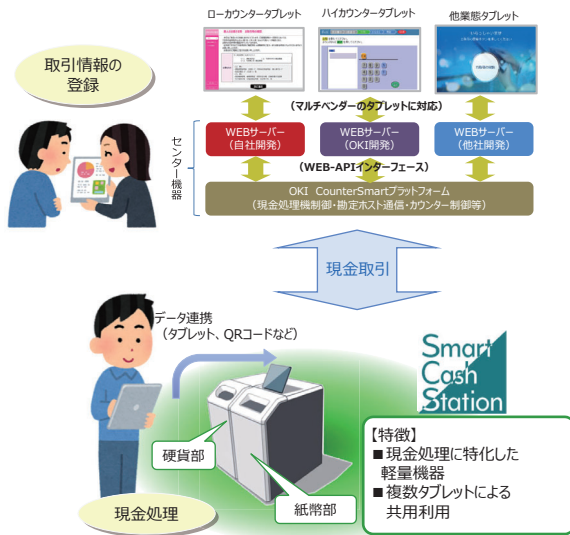 ローカウンタータブレット
ハイカウンタータブレット
他業態タブレット
取引情報の
登録
(マルチベンダーのタブレットに対応)
センター機器
WEBサーバー
(自社開発)
WEBサーバー
(OKI開発)
WEBサーバー
(他社開発)
(WEB-APIインターフェース)
OKI CounterSmartプラットフォーム
(現金処理機制御・勘定ホスト通信・カウンター制御等)
現金取引
データ連携
(タブレット、QRコードなど)
Smart
Cash
Station
硬貨部
紙幣部
現金処理
【特徴】
■現金処理に特化した
軽量機器
■複数タブレットによる
共用利用